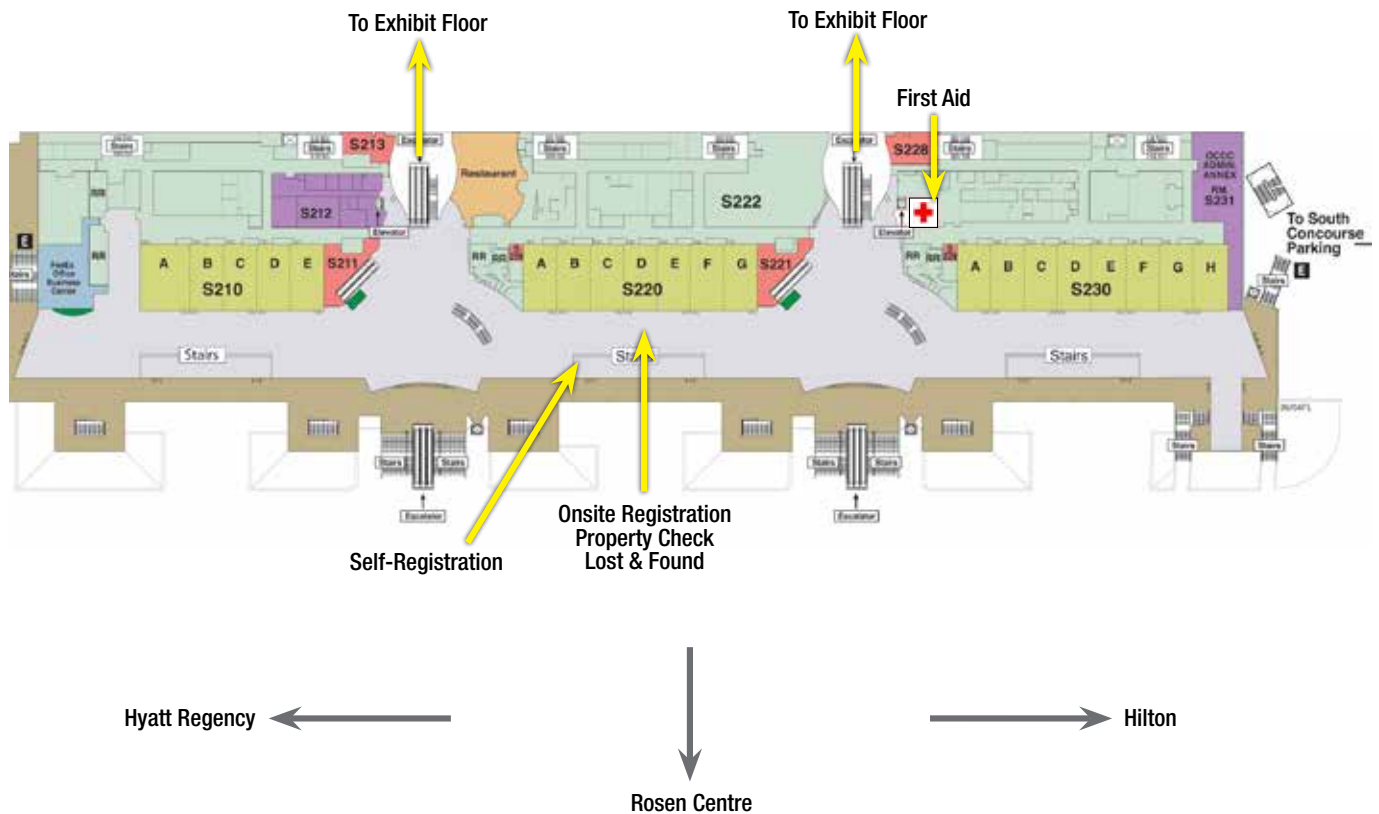 To Exhibit Floor
To Exhibit Floor
First Aid
Stairs
S213
Escalator
Restaurant
Stairs
Stairs
Escalator
S228
Stairs
Stairs
OCCC
ADMIN.
ANNEX
RM.
S231
RR
S212
Elevator
S222
Elevator
To South
Concourse
Parking
E
Stairs
FedEx
Office
Business
Center
RR
A
B
C
D
E
S210
S211
RR
RR
A
B
C
D
E
F
G
S220
S221
RR
RR
A
B
C
D
E
F
G
H
S230
E
Stairs
Stairs
Stairs
Stairs
Stairs
Stairs
Stairs
Stairs
Stairs
Stairs
Escalator
Escalator
Onsite Registration
Property Check
Lost & Found
Self-Registration
Hyatt Regency
Hilton
Rosen Centre